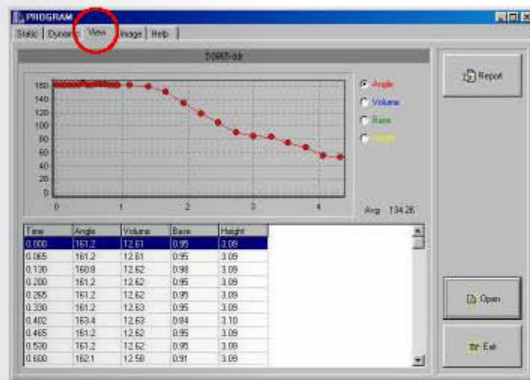 PROGRAM
Static Dynamic View Image Help
Report
Angle
Volume
Base
Height
180
160
140
120
100
80
60
40
20
0
0 1 2 3 4
Avg 134.26
Time Angle Volume Base Height
0.000 161.2 12.61 0.95 3.09
0.065 161.2 12.61 0.95 3.09
0.130 160.8 12.62 0.98 3.09
0.200 161.2 12.62 0.95 3.09
0.265 161.2 12.62 0.95 3.09
0.330 161.2 12.63 0.95 3.09
0.402 163.4 12.63 0.84 3.10
0.465 161.2 12.62 0.95 3.09
0.530 161.2 12.62 0.95 3.09
0.600 162.1 12.58 0.91 3.09
Open
Exit